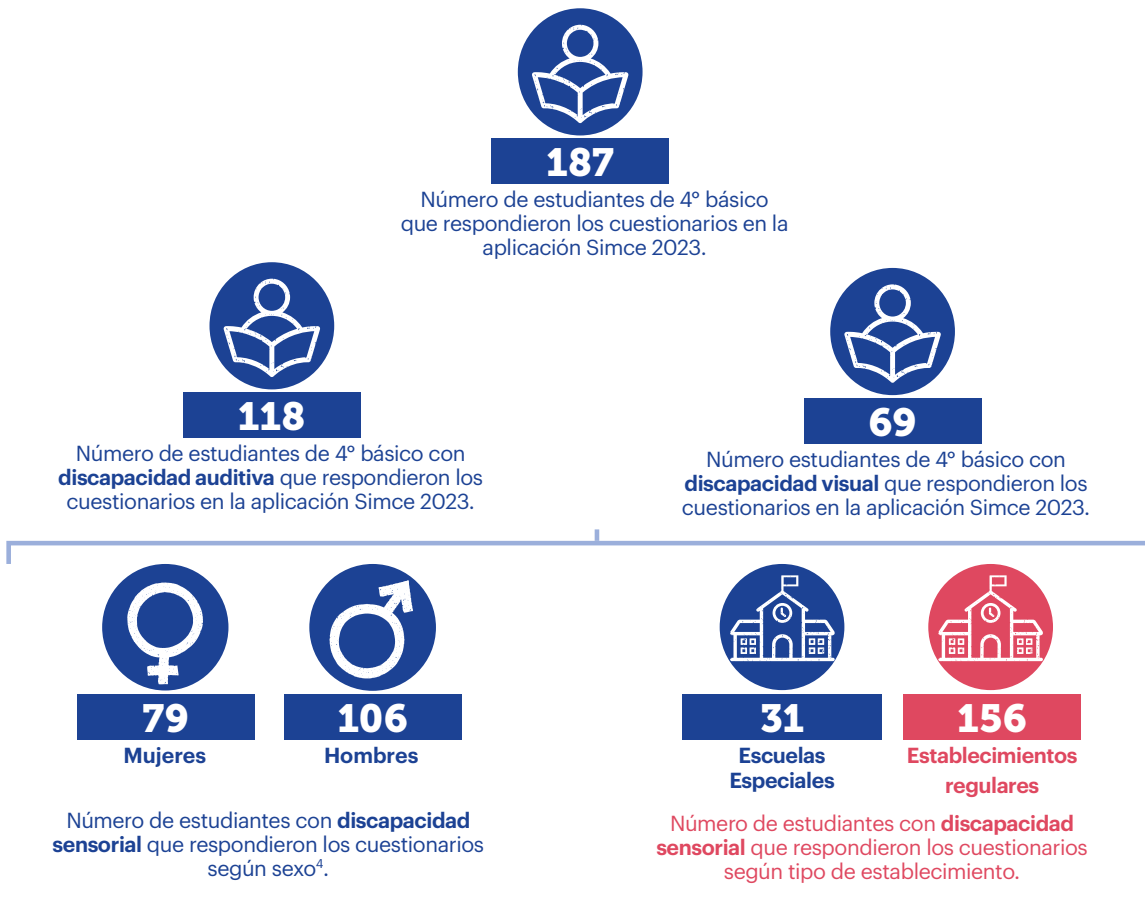 187
Número de estudiantes de 4° básico
que respondieron los cuestionarios en la
aplicación Simce 2023.
118
Número de estudiantes de 4° básico con
discapacidad auditiva que respondieron los
cuestionarios en la aplicación Simce 2023.
69
Número estudiantes de 4° básico con
discapacidad visual que respondieron los
cuestionarios en la aplicación Simce 2023.
79
Mujeres
106
Hombres
Número de estudiantes con discapacidad
sensorial que respondieron los cuestionarios
según sexo⁴.
31
Escuelas
Especiales
156
Establecimientos
regulares
Número de estudiantes con discapacidad
sensorial que respondieron los cuestionarios
según tipo de establecimiento.